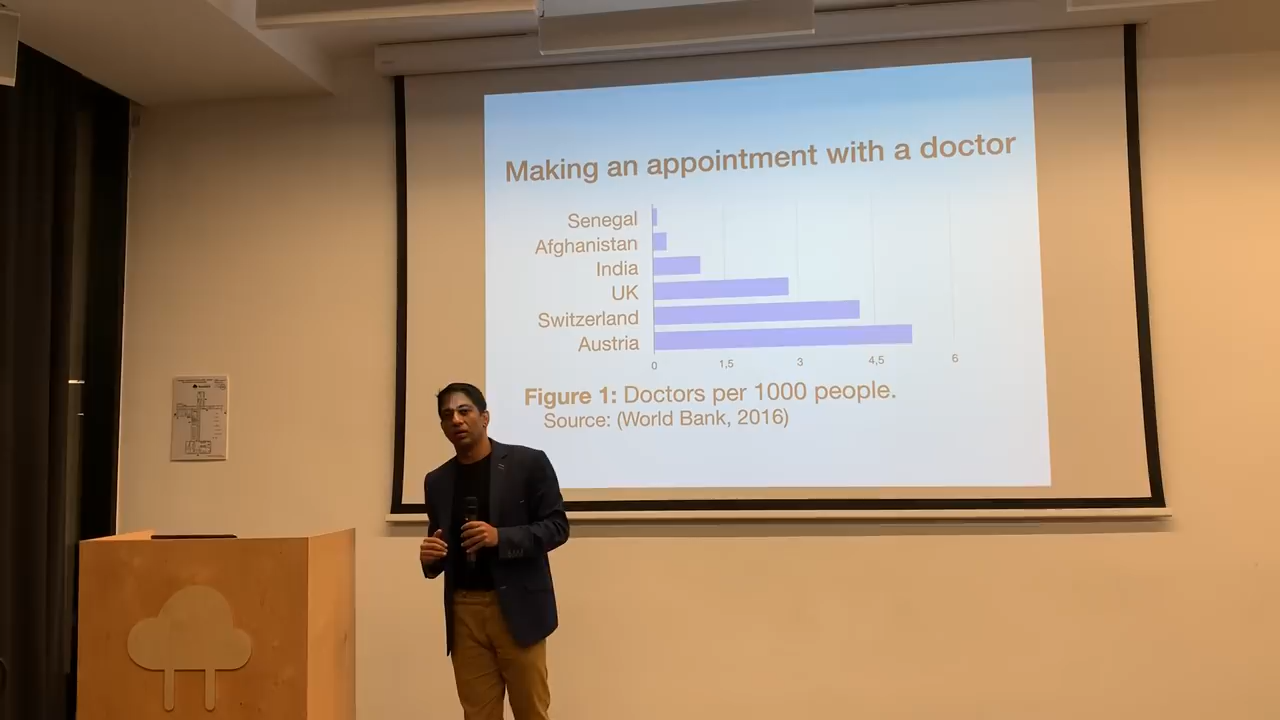 Making an appointment with a doctor
Senegal
Afghanistan
India
UK
Switzerland
Austria
0 1,5 3 4,5 6
Figure 1: Doctors per 1000 people.
Source: (World Bank, 2016)